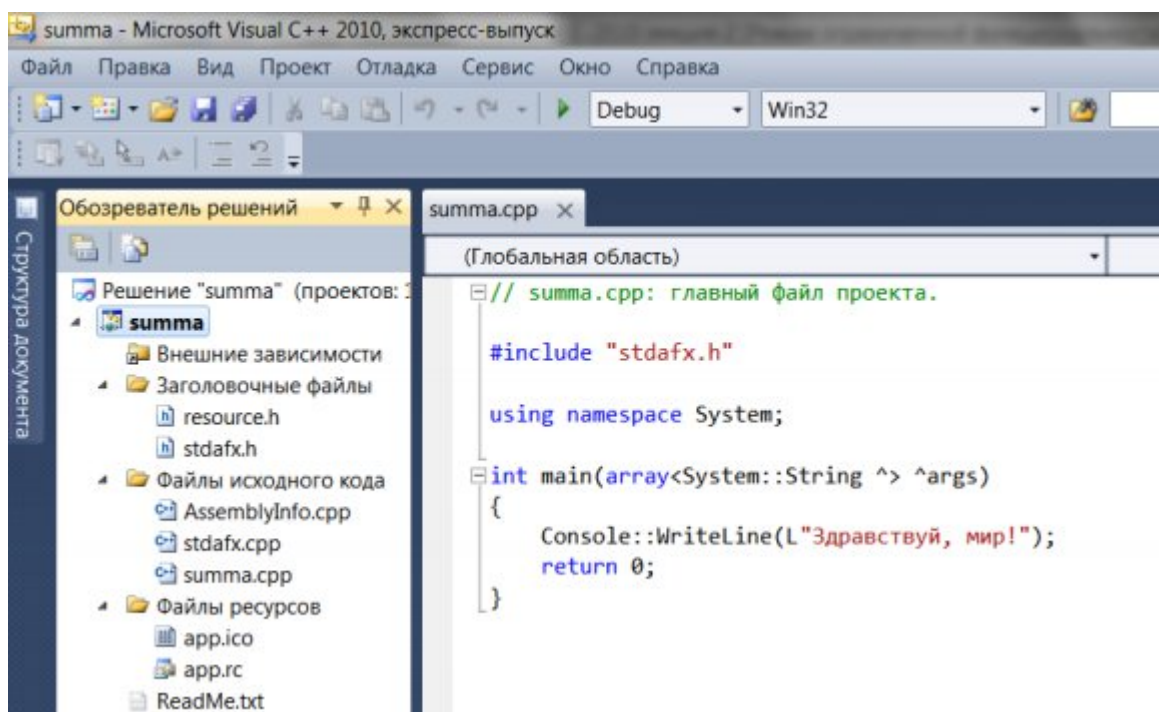 summa - Microsoft Visual C++ 2010, экспресс-выпуск
Файл Правка Вид Проект Отладка Сервис Окно Справка
Debug Win32
Структура документа
Обозреватель решений
Решение "summa" (проектов: 1
summa
Внешние зависимости
Заголовочные файлы
resource.h
stdafx.h
Файлы исходного кода
AssemblyInfo.cpp
stdafx.cpp
summa.cpp
Файлы ресурсов
app.ico
app.rc
ReadMe.txt
summa.cpp
(Глобальная область)
// summa.cpp: главный файл проекта.
#include "stdafx.h"
using namespace System;
int main(array<System::String ^> ^args)
{
Console::WriteLine(L"Здравствуй, мир!");
return 0;
}